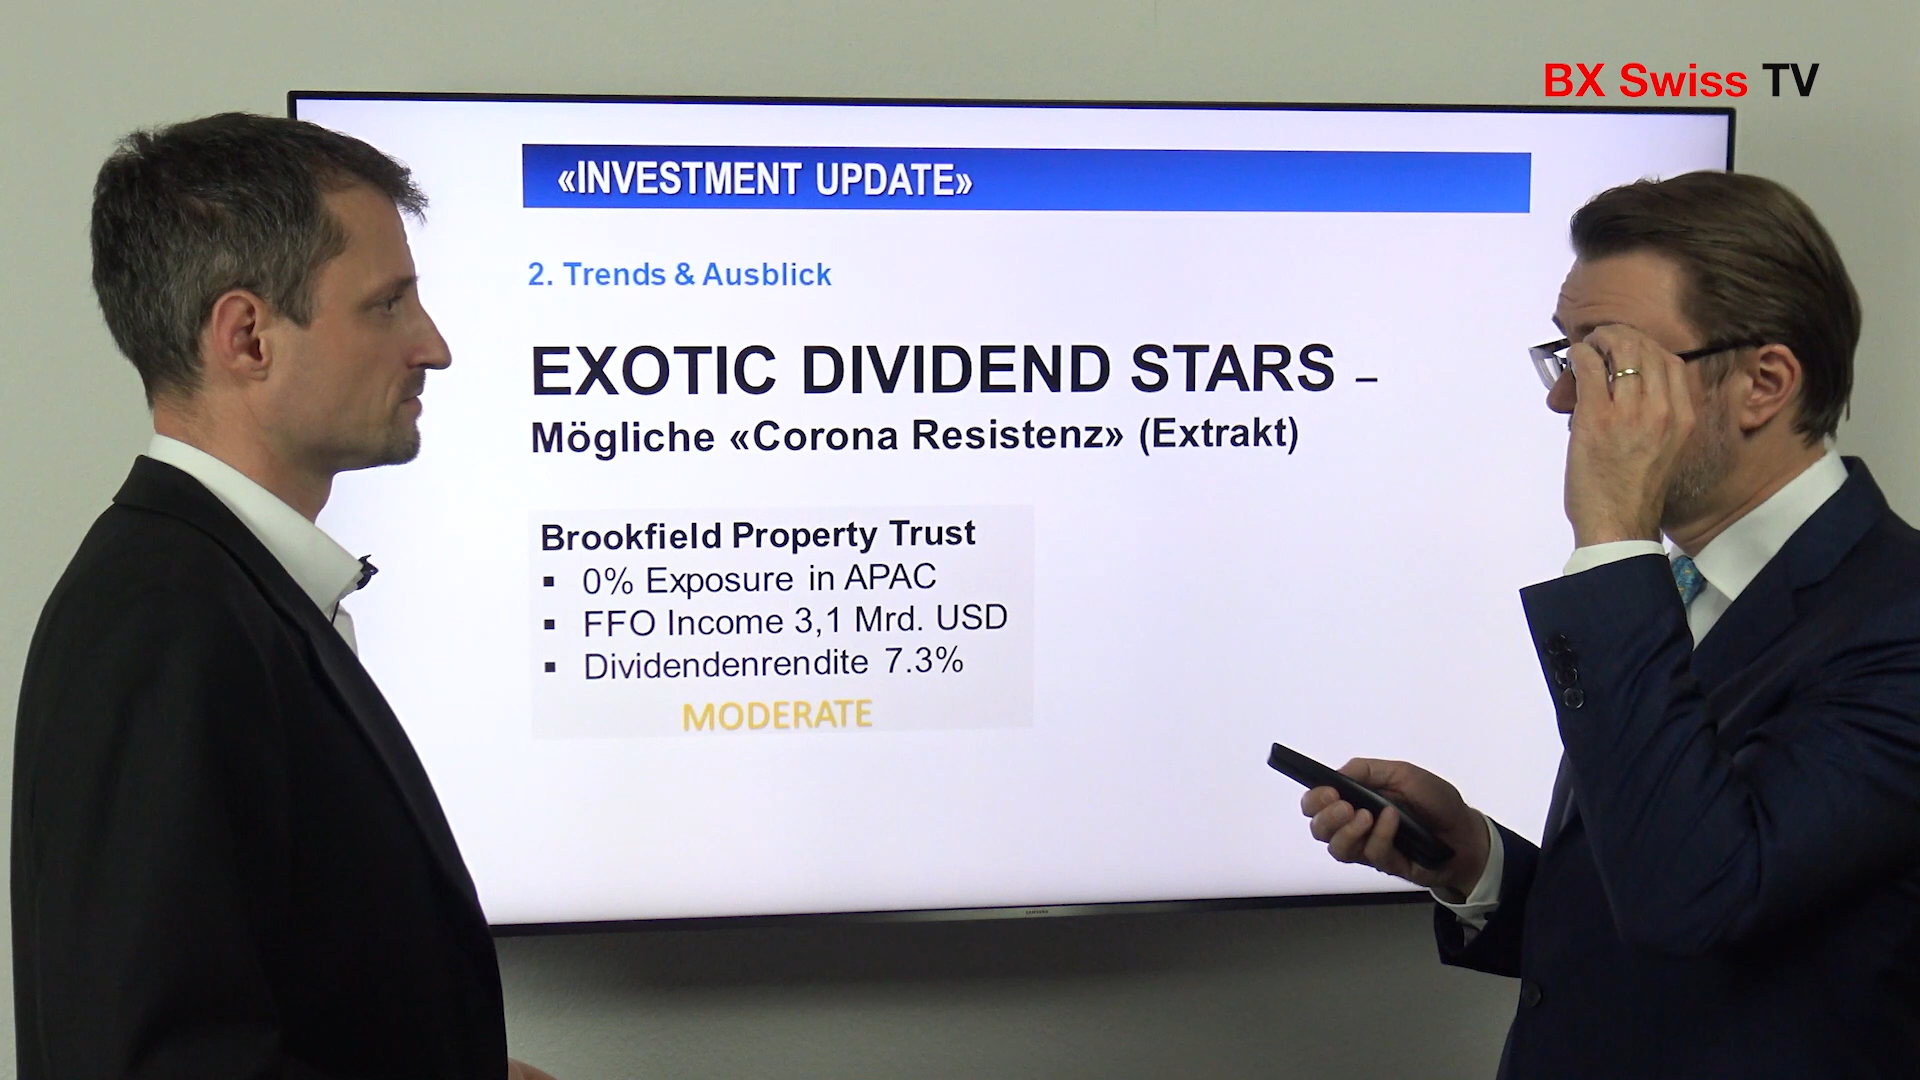 BX Swiss TV
«INVESTMENT UPDATE»
2. Trends & Ausblick
EXOTIC DIVIDEND STARS –
Mögliche «Corona Resistenz» (Extrakt)
Brookfield Property Trust
▪ 0% Exposure in APAC
▪ FFO Income 3,1 Mrd. USD
▪ Dividendenrendite 7.3%
MODERATE
SAMSUNG